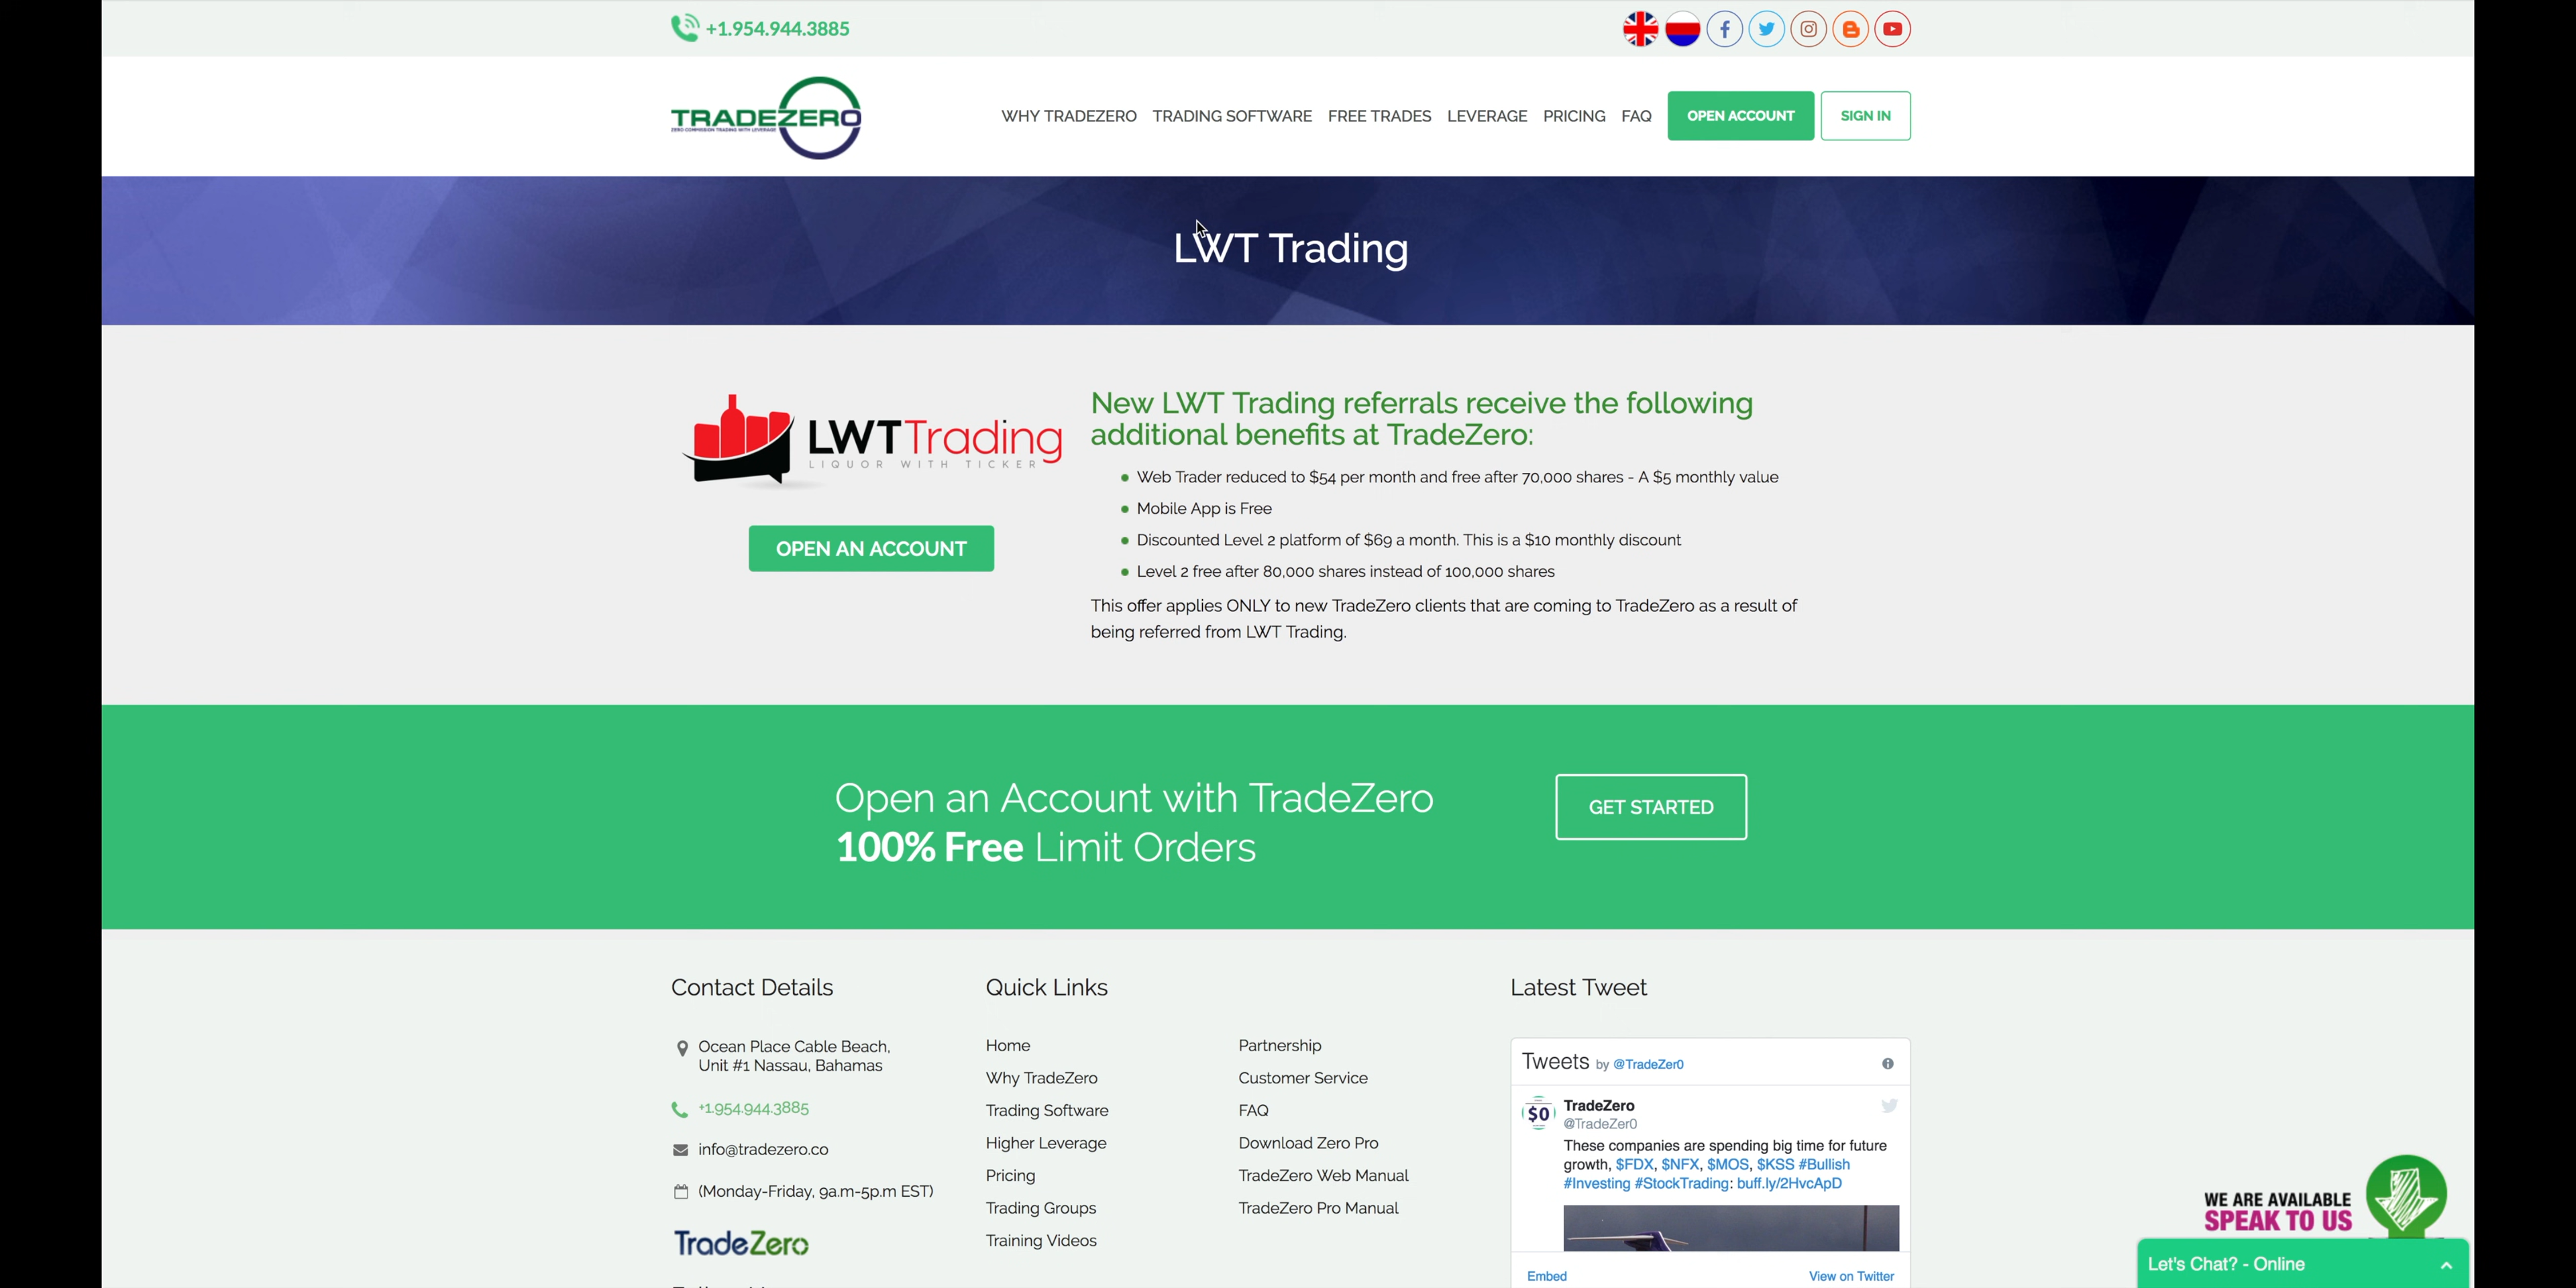 +1.954.944.3885
TRADEZERO
ZERO COMMISSION TRADING WITH LEVERAGE
WHY TRADEZERO TRADING SOFTWARE FREE TRADES LEVERAGE PRICING FAQ OPEN ACCOUNT SIGN IN
LWT Trading
LWTTrading
LIQUOR WITH TICKER
OPEN AN ACCOUNT
New LWT Trading referrals receive the following
additional benefits at TradeZero:
Web Trader reduced to $54 per month and free after 70,000 shares - A $5 monthly value
Mobile App is Free
Discounted Level 2 platform of $69 a month. This is a $10 monthly discount
Level 2 free after 80,000 shares instead of 100,000 shares
This offer applies ONLY to new TradeZero clients that are coming to TradeZero as a result of
being referred from LWT Trading.
Open an Account with TradeZero
100% Free Limit Orders
GET STARTED
Contact Details
Ocean Place Cable Beach,
Unit #1 Nassau, Bahamas
+1.954.944.3885
info@tradezero.co
(Monday-Friday, 9a.m-5p.m EST)
TradeZero
Quick Links
Home
Why TradeZero
Trading Software
Higher Leverage
Pricing
Trading Groups
Training Videos
Partnership
Customer Service
FAQ
Download Zero Pro
TradeZero Web Manual
TradeZero Pro Manual
Latest Tweet
Tweets by @TradeZer0
$0
TradeZero
@TradeZer0
These companies are spending big time for future
growth, $FDX, $NFX, $MOS, $KSS #Bullish
#Investing #StockTrading: buff.ly/2HvcApD
Embed
View on Twitter
WE ARE AVAILABLE
SPEAK TO US
Let's Chat? - Online